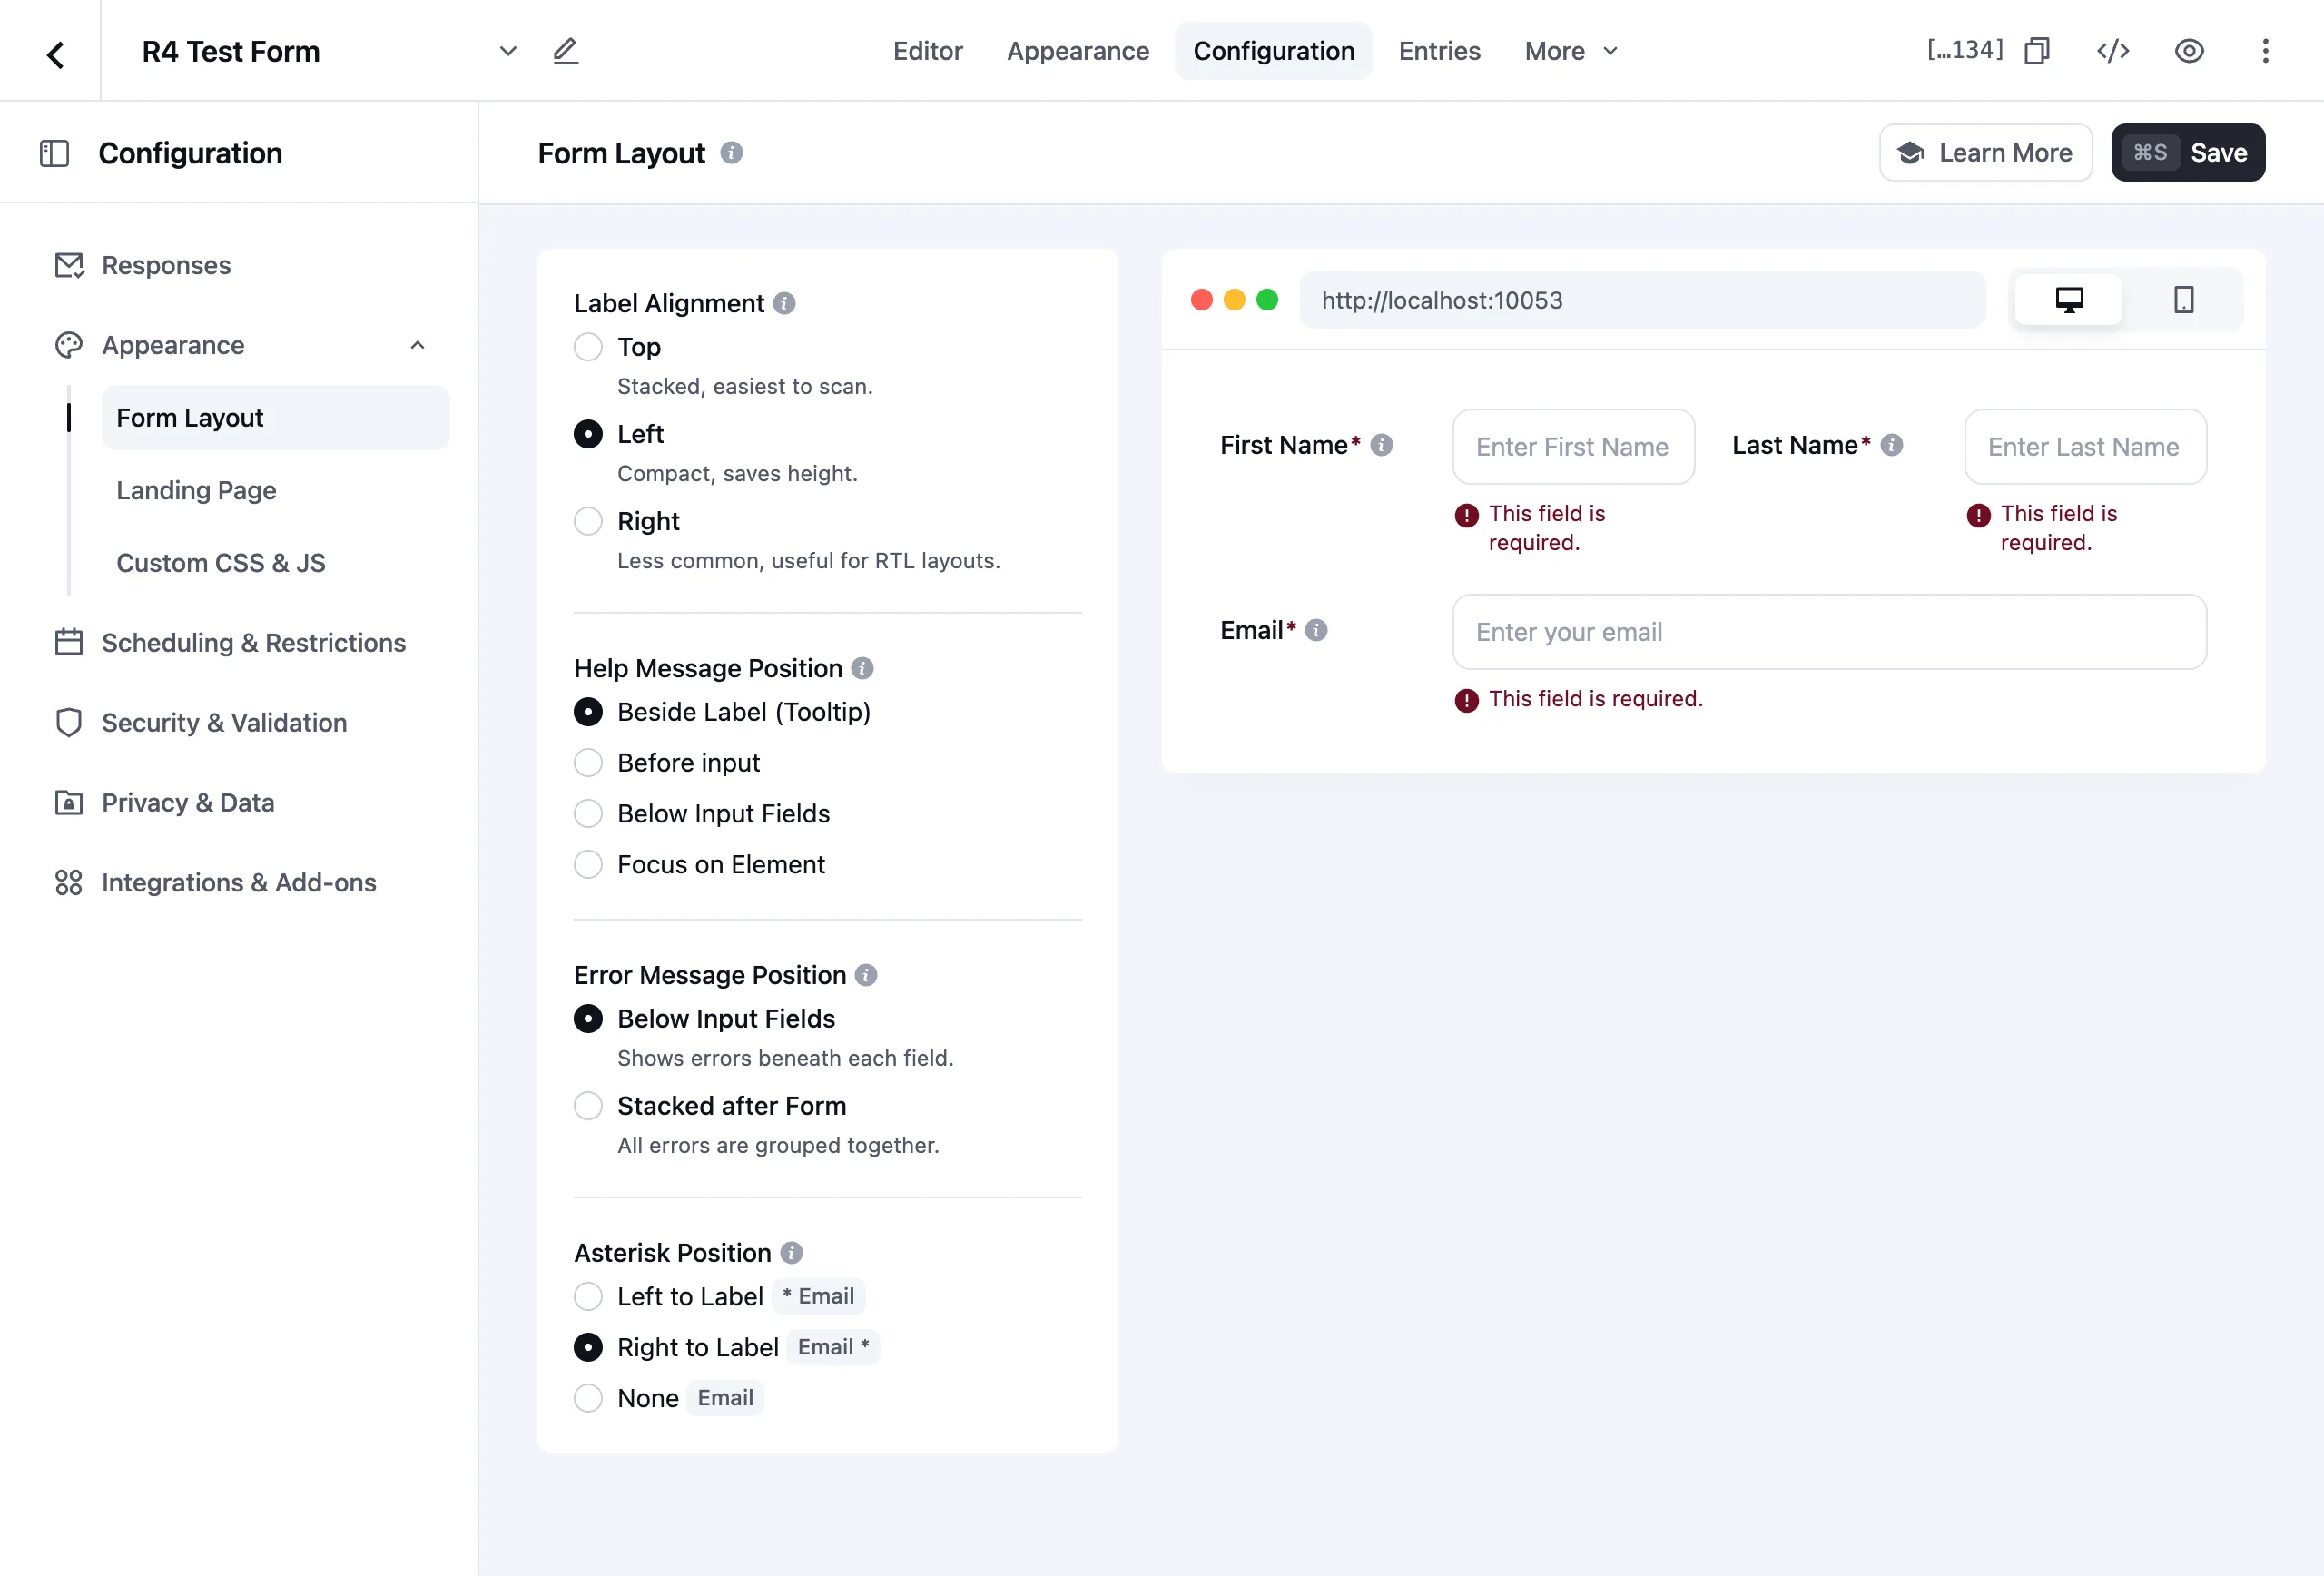 R4 Test Form
Editor
Appearance
Configuration
Entries
More
[…134]
Configuration
Form Layout
Learn More
⌘S Save
Responses
Appearance
Form Layout
Landing Page
Custom CSS & JS
Scheduling & Restrictions
Security & Validation
Privacy & Data
Integrations & Add-ons
Label Alignment
Top
Stacked, easiest to scan.
Left
Compact, saves height.
Right
Less common, useful for RTL layouts.
Help Message Position
Beside Label (Tooltip)
Before input
Below Input Fields
Focus on Element
Error Message Position
Below Input Fields
Shows errors beneath each field.
Stacked after Form
All errors are grouped together.
Asterisk Position
Left to Label * Email
Right to Label Email *
None Email
http://localhost:10053
First Name*
Enter First Name
This field is
required.
Last Name*
Enter Last Name
This field is
required.
Email*
Enter your email
This field is required.